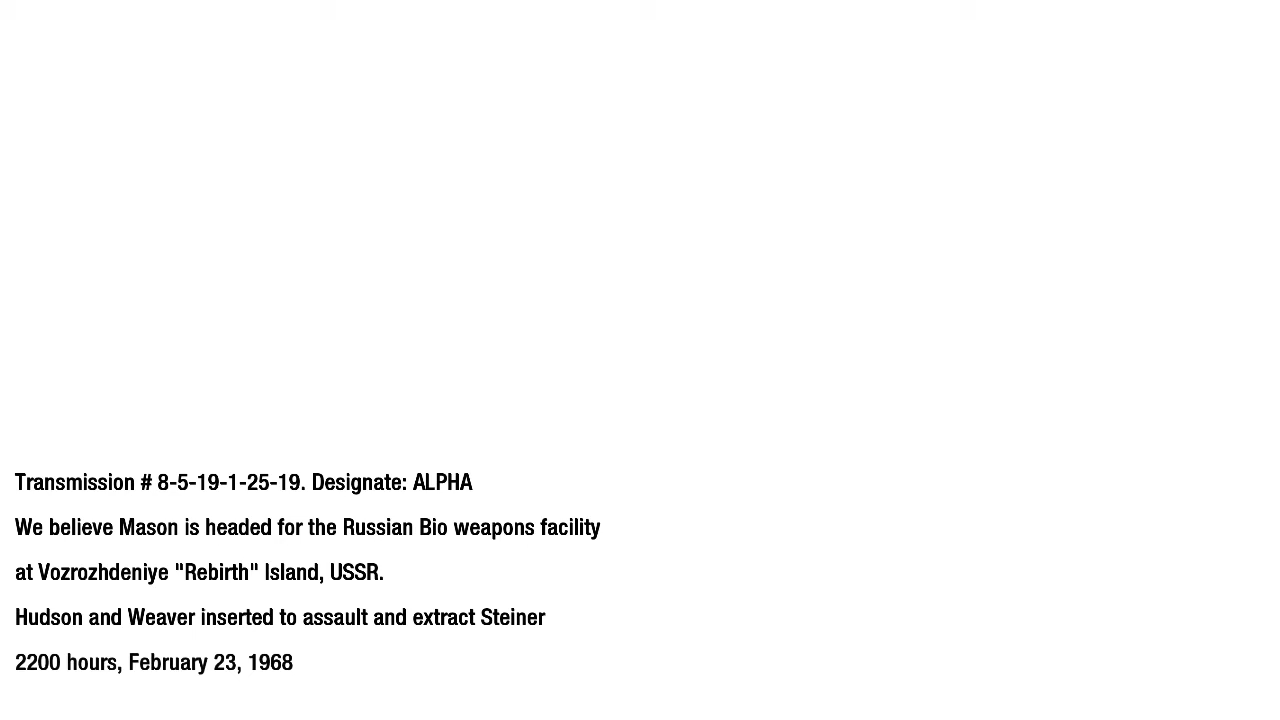 Transmission # 8-5-19-1-25-19. Designate: ALPHA
We believe Mason is headed for the Russian Bio weapons facility
at Vozrozhdeniye "Rebirth" Island, USSR.
Hudson and Weaver inserted to assault and extract Steiner
2200 hours, February 23, 1968